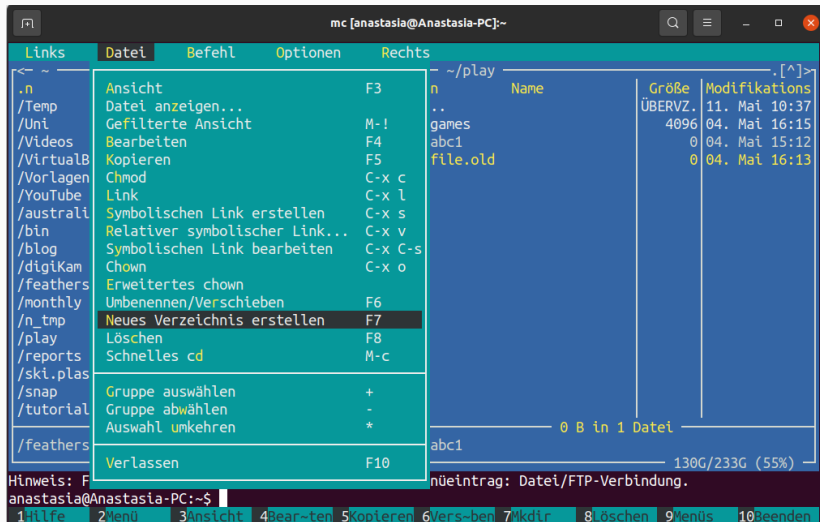 mc [anastasia@Anastasia-PC]:~
Links Datei Befehl Optionen Rechts
<─ ~
.n
/Temp
/Uni
/Videos
/VirtualB
/Vorlagen
/YouTube
/australi
/bin
/blog
/digiKam
/feathers
/monthly
/n_tmp
/play
/reports
/ski.plas
/snap
/tutorial
/feathers
Ansicht F3
Datei anzeigen...
Gefilterte Ansicht M-!
Bearbeiten F4
Kopieren F5
Chmod C-x c
Link C-x l
Symbolischen Link erstellen C-x s
Relativer symbolischer Link... C-x v
Symbolischen Link bearbeiten C-x C-s
Chown C-x o
Erweitertes chown
Umbenennen/Verschieben F6
Neues Verzeichnis erstellen F7
Löschen F8
Schnelles cd M-c
Gruppe auswählen +
Gruppe abwählen -
Auswahl umkehren *
Verlassen F10
~/play .[^]>
n Name Größe Modifikations
.. ÜBERVZ. 11. Mai 10:37
games 4096 04. Mai 16:15
abc1 0 04. Mai 15:12
file.old 0 04. Mai 16:13
0 B in 1 Datei
abc1
130G/233G (55%)
Hinweis: F nüeintrag: Datei/FTP-Verbindung.
anastasia@Anastasia-PC:~$
1Hilfe 2Menü 3Ansicht 4Bear~ten 5Kopieren 6Vers~ben 7Mkdir 8Löschen 9Menüs 10Beenden